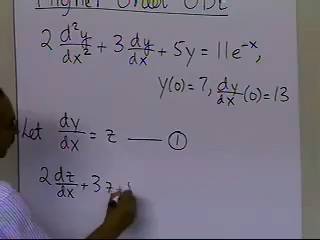 Higher Order ODE
2 d²y/dx² + 3 dy/dx + 5y = 11e⁻ˣ,
y(0) = 7, dy/dx (0) = 13
Let dy/dx = z —— ①
2 dz/dx + 3z +